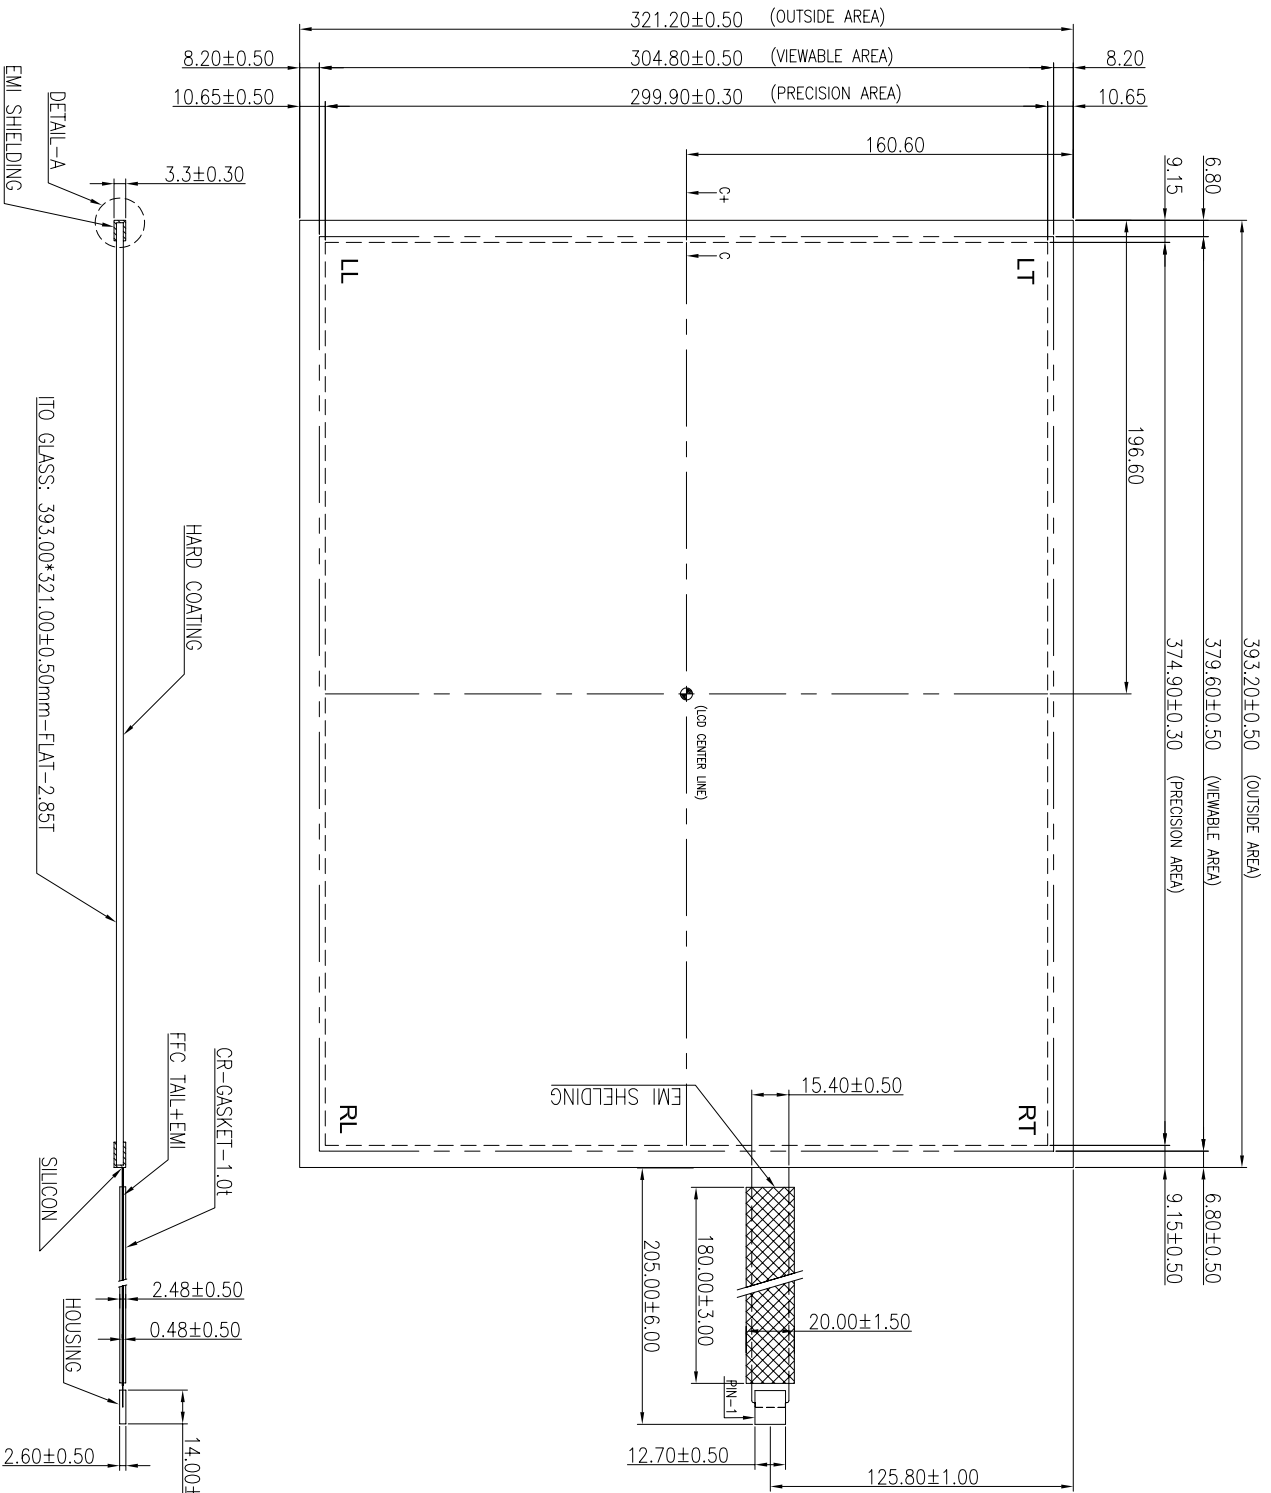 321.20±0.50 (OUTSIDE AREA)
8.20±0.50
304.80±0.50 (VIEWABLE AREA)
8.20
10.65±0.50
299.90±0.30 (PRECISION AREA)
10.65
160.60
3.3±0.30
EMI SHIELDING
DETAIL-A
C+
C
9.15
6.80
LL
LT
196.60
393.20±0.50 (OUTSIDE AREA)
379.60±0.50 (VIEWABLE AREA)
374.90±0.30 (PRECISION AREA)
(LCD CENTER LINE)
HARD COATING
ITO GLASS: 393.00*321.00±0.50mm-FLAT-2.85T
EMI SHELDING
15.40±0.50
RL
RT
CR-GASKET-1.0t
FFC TAIL+EMI
SILICON
6.80±0.50
9.15±0.50
205.00±6.00
180.00±3.00
20.00±1.50
2.48±0.50
0.48±0.50
HOUSING
PIN-1
12.70±0.50
125.80±1.00
2.60±0.50
14.00±